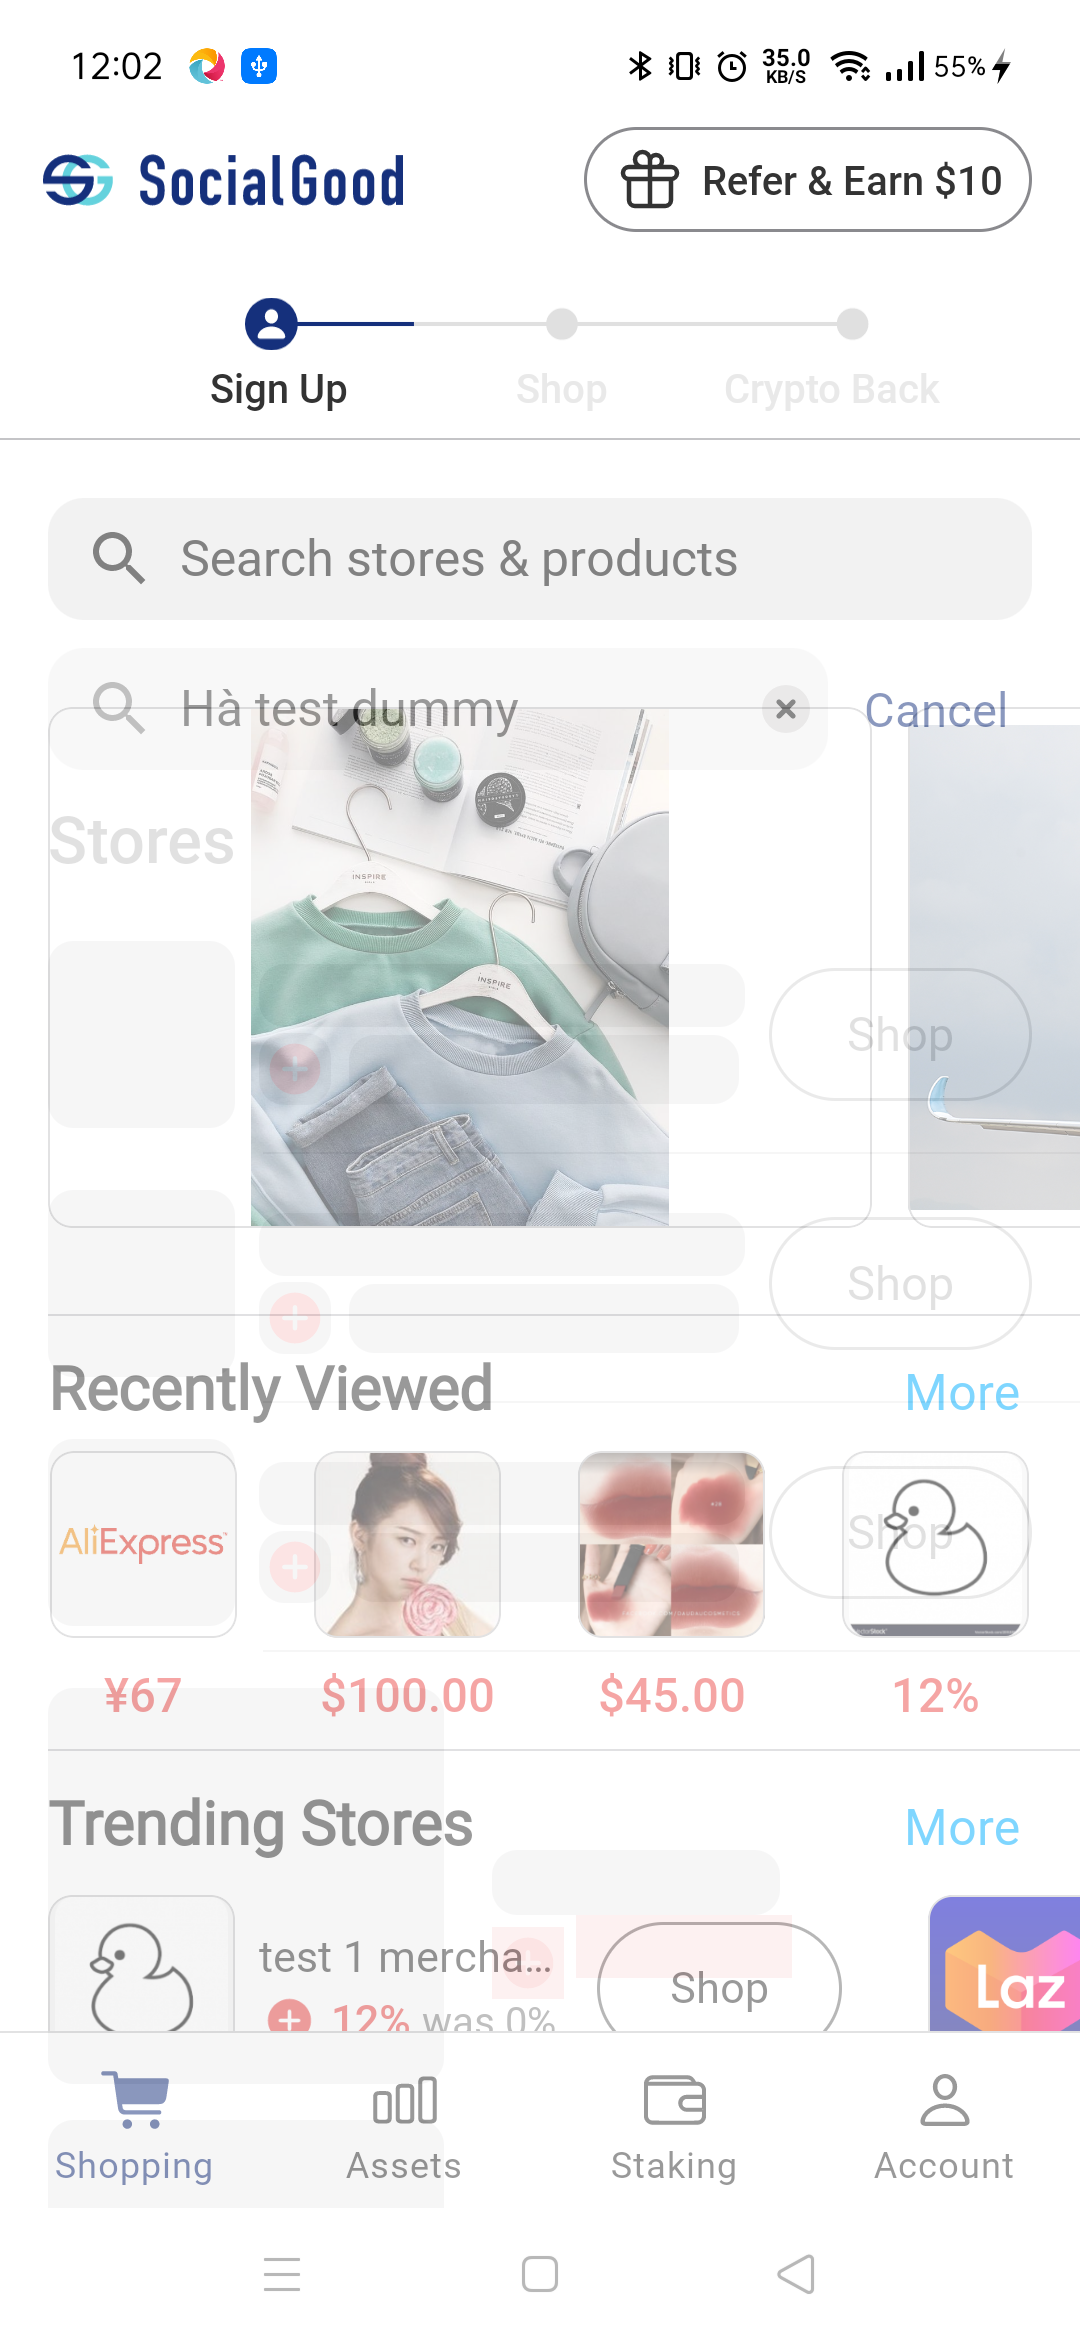 12:02
35.0
KB/S
55%
SocialGood
Refer & Earn $10
Sign Up
Shop
Crypto Back
Search stores & products
Hà test dummy
Cancel
Stores
INSPIRE
INSPIRE
Shop
Shop
Recently Viewed
More
AliExpress
Shop
¥67
$100.00
$45.00
12%
Trending Stores
More
test 1 mercha...
Shop
12% was 0%
Laz
Shopping
Assets
Staking
Account